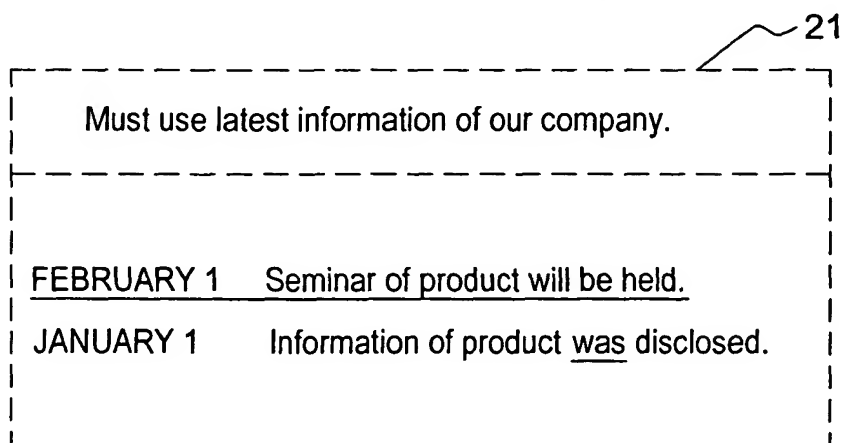 21
Must use latest information of our company.
FEBRUARY 1 Seminar of product will be held.
JANUARY 1 Information of product was disclosed.